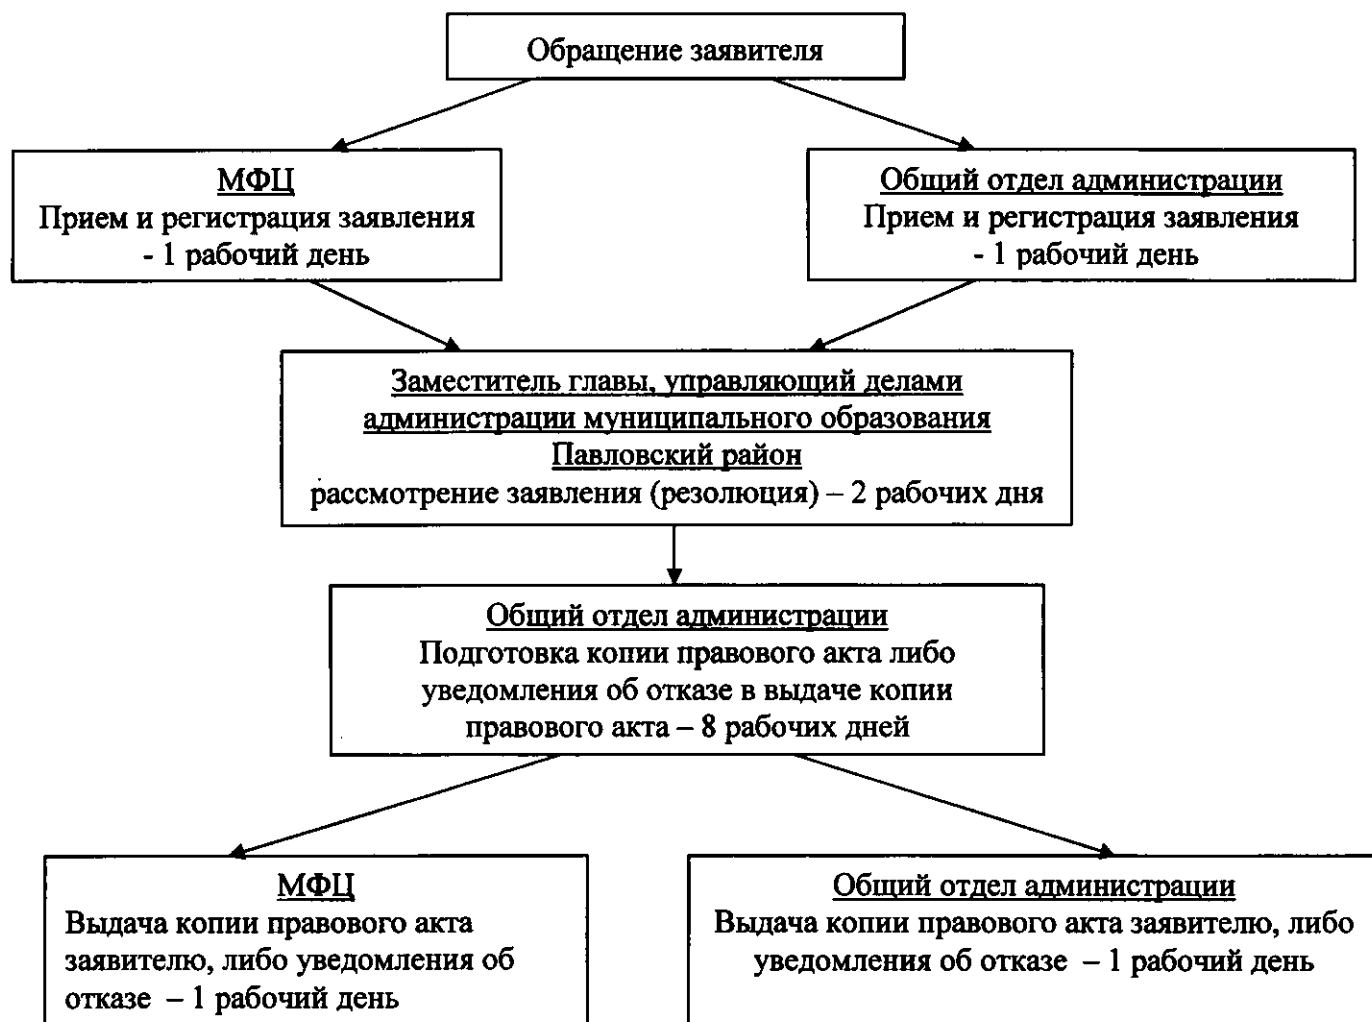 Обращение заявителя
МФЦ
Прием и регистрация заявления
- 1 рабочий день
Общий отдел администрации
Прием и регистрация заявления
- 1 рабочий день
Заместитель главы, управляющий делами
администрации муниципального образования
Павловский район
рассмотрение заявления (резолюция) – 2 рабочих дня
Общий отдел администрации
Подготовка копии правового акта либо
уведомления об отказе в выдаче копии
правового акта – 8 рабочих дней
МФЦ
Выдача копии правового акта
заявителю, либо уведомления об
отказе – 1 рабочий день
Общий отдел администрации
Выдача копии правового акта заявителю, либо
уведомления об отказе – 1 рабочий день